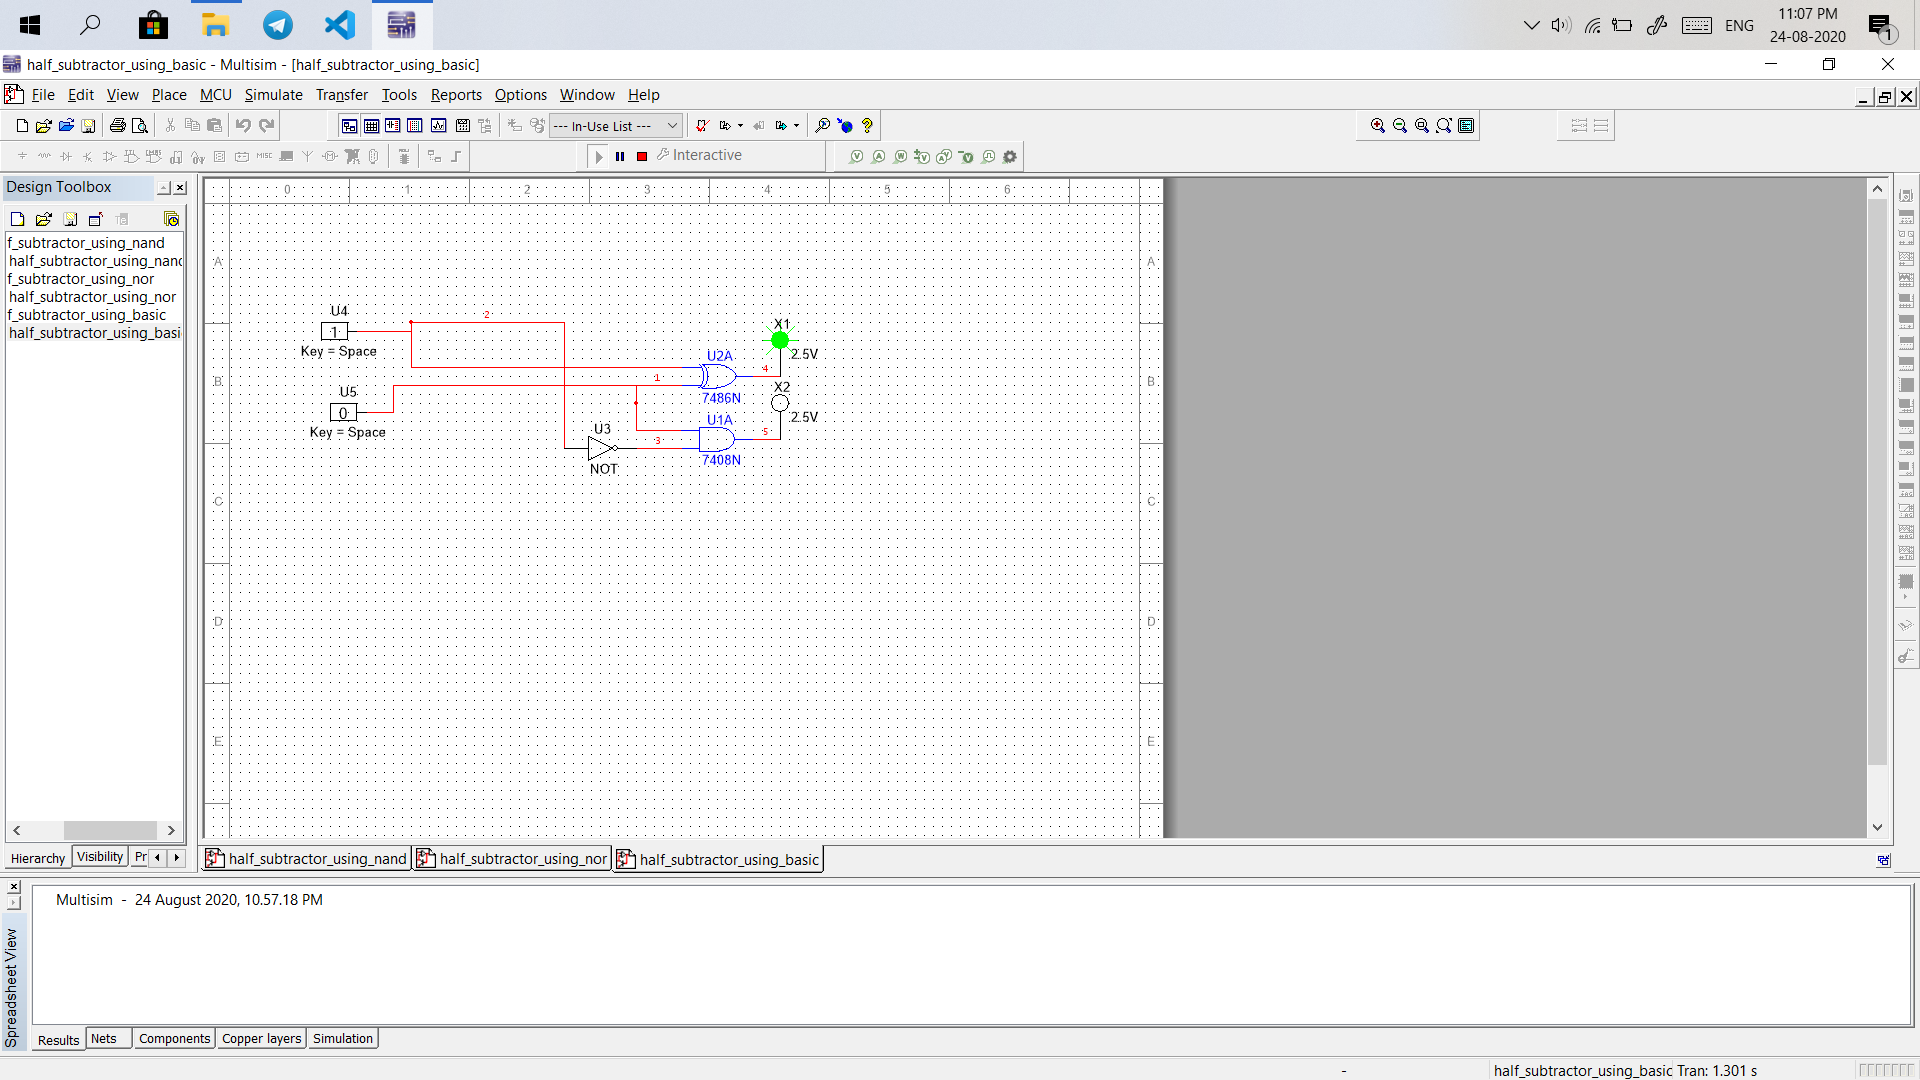 ENG
11:07 PM
24-08-2020
1
half_subtractor_using_basic - Multisim - [half_subtractor_using_basic]
File Edit View Place MCU Simulate Transfer Tools Reports Options Window Help
--- In-Use List ---
Interactive
Design Toolbox
f_subtractor_using_nand
half_subtractor_using_nand
f_subtractor_using_nor
half_subtractor_using_nor
f_subtractor_using_basic
half_subtractor_using_basi
Hierarchy Visibility Pr
0 1 2 3 4 5 6
A A
B B
C C
D D
E E
U4
1
Key = Space
U5
0
Key = Space
2
1
U3
NOT
3
U2A
7486N
4
U1A
7408N
5
X1
2.5V
X2
2.5V
half_subtractor_using_nand half_subtractor_using_nor half_subtractor_using_basic
Spreadsheet View
Multisim - 24 August 2020, 10.57.18 PM
Results Nets Components Copper layers Simulation
- half_subtractor_using_basic Tran: 1.301 s